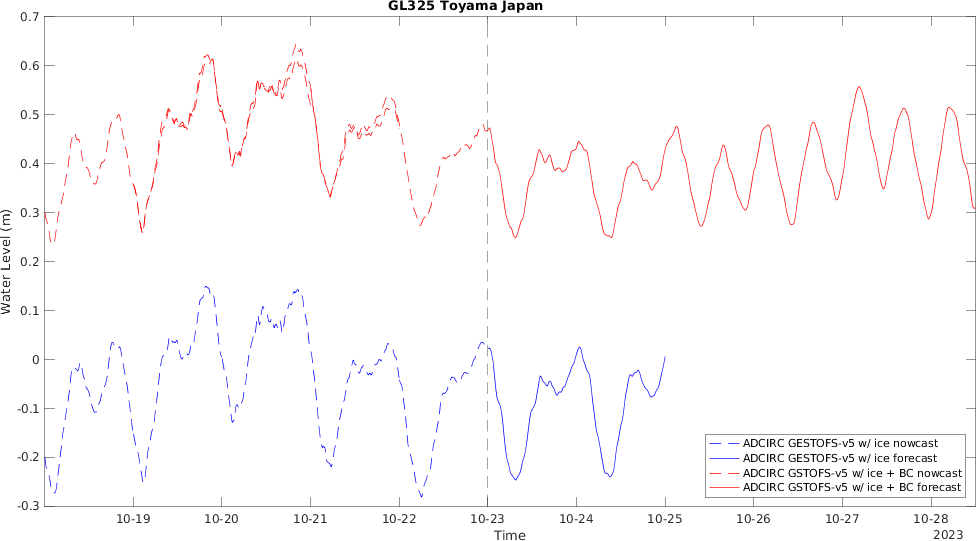 GL325 Toyama Japan
0.7
0.6
0.5
0.4
0.3
0.2
0.1
0
-0.1
-0.2
-0.3
Water Level (m)
10-19 10-20 10-21 10-22 10-23 10-24 10-25 10-26 10-27 10-28
Time
2023
ADCIRC GESTOFS-v5 w/ ice nowcast
ADCIRC GESTOFS-v5 w/ ice forecast
ADCIRC GSTOFS-v5 w/ ice + BC nowcast
ADCIRC GSTOFS-v5 w/ ice + BC forecast